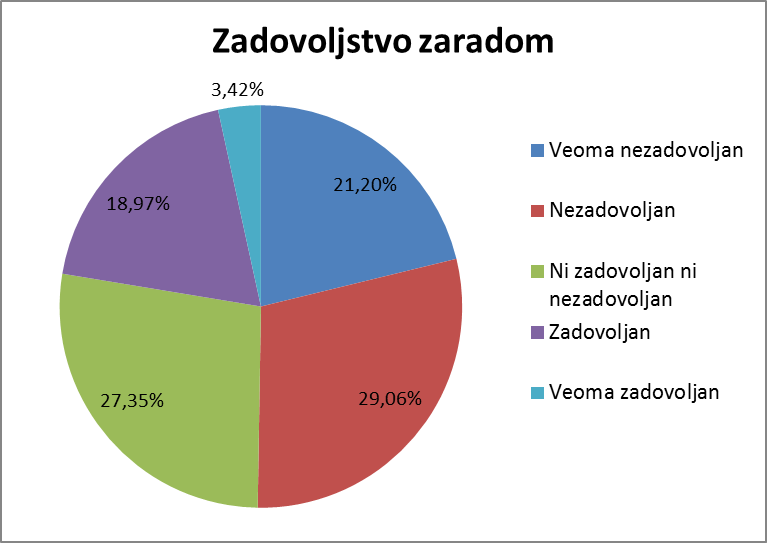 Zadovoljstvo zaradom
3,42%
21,20%
18,97%
27,35%
29,06%
Veoma nezadovoljan
Nezadovoljan
Ni zadovoljan ni
nezadovoljan
Zadovoljan
Veoma zadovoljan